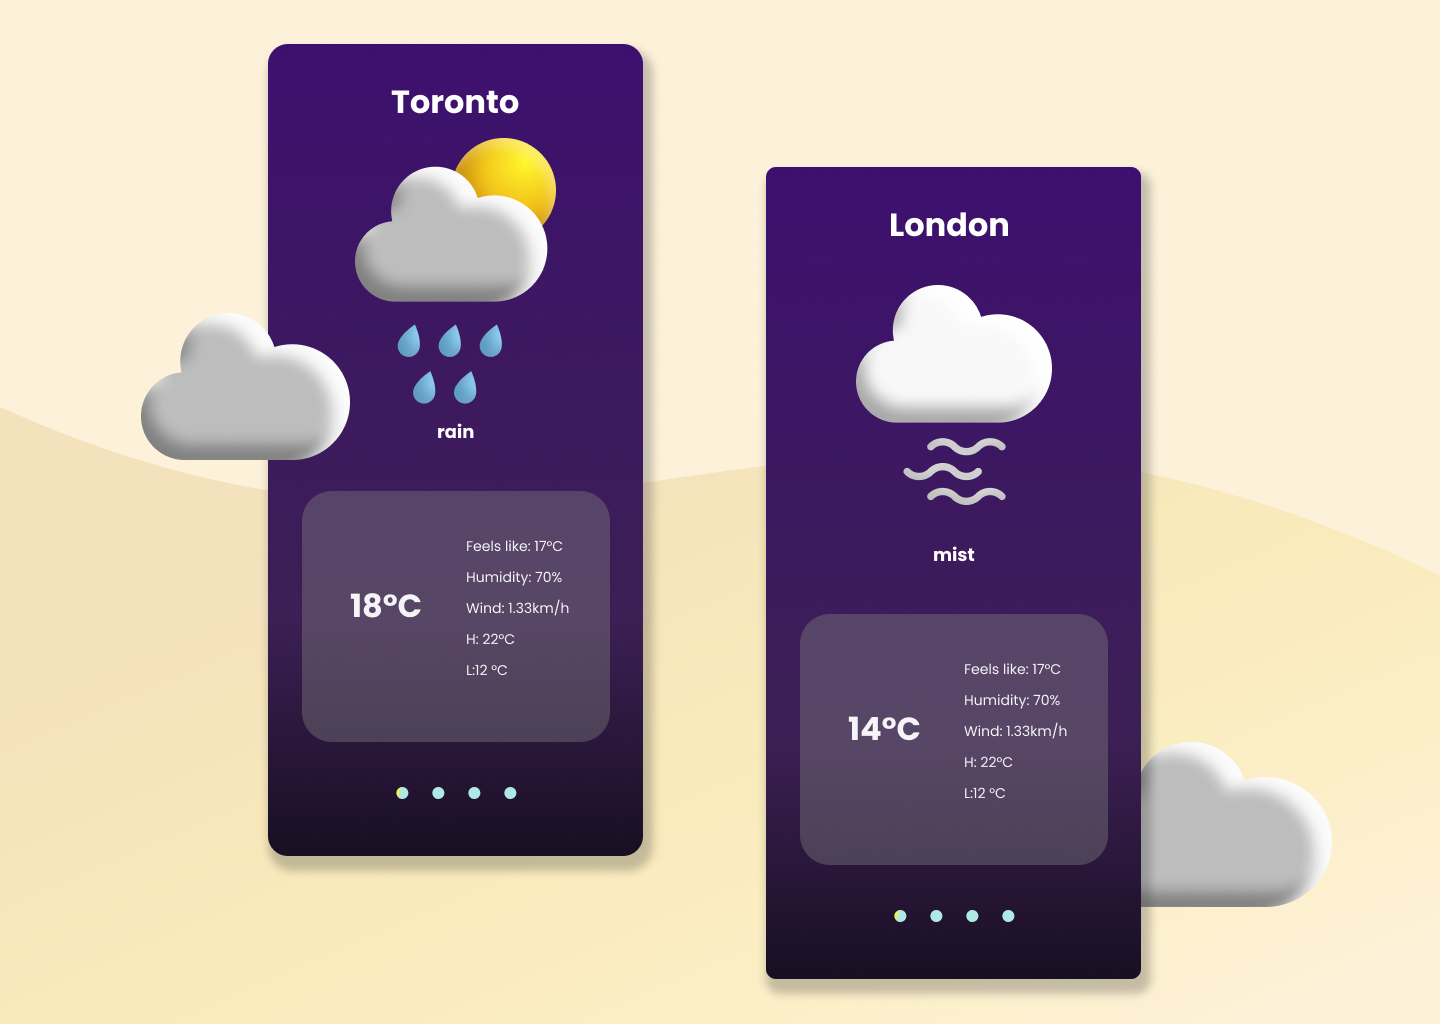 Toronto
rain
18°C
Feels like: 17°C
Humidity: 70%
Wind: 1.33km/h
H: 22°C
L:12 °C
London
mist
14°C
Feels like: 17°C
Humidity: 70%
Wind: 1.33km/h
H: 22°C
L:12 °C